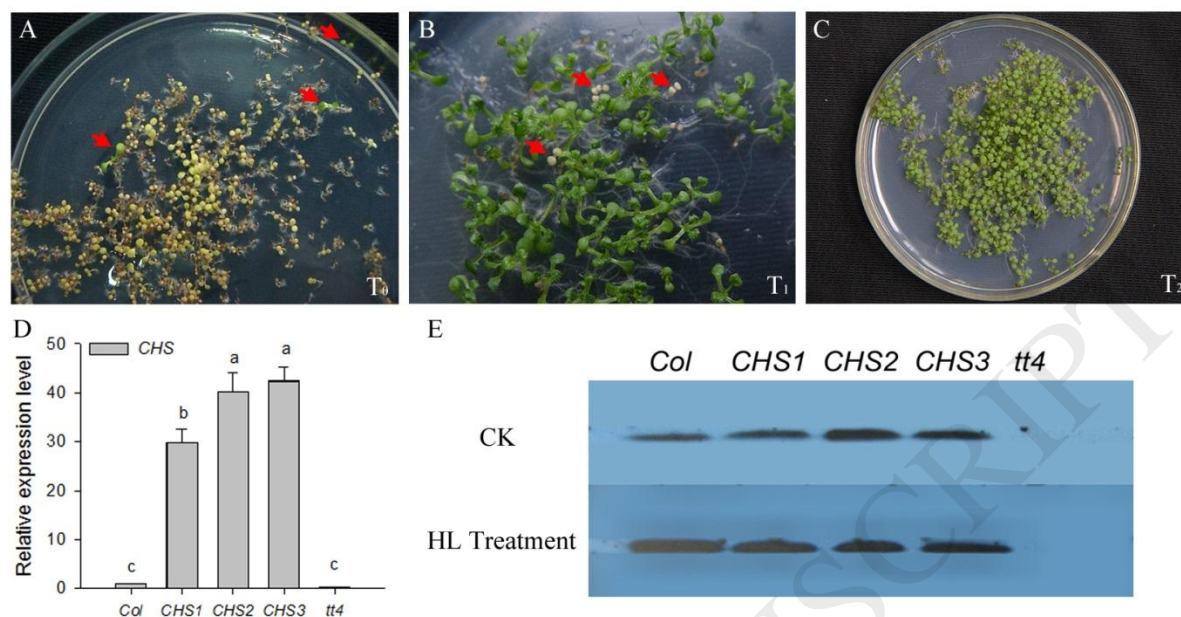 A
T0
B
T1
C
T2
D
Relative expression level
50
40
30
20
10
0
CHS
c
b
a
a
c
Col
CHS1
CHS2
CHS3
tt4
E
Col CHS1 CHS2 CHS3 tt4
CK
HL Treatment